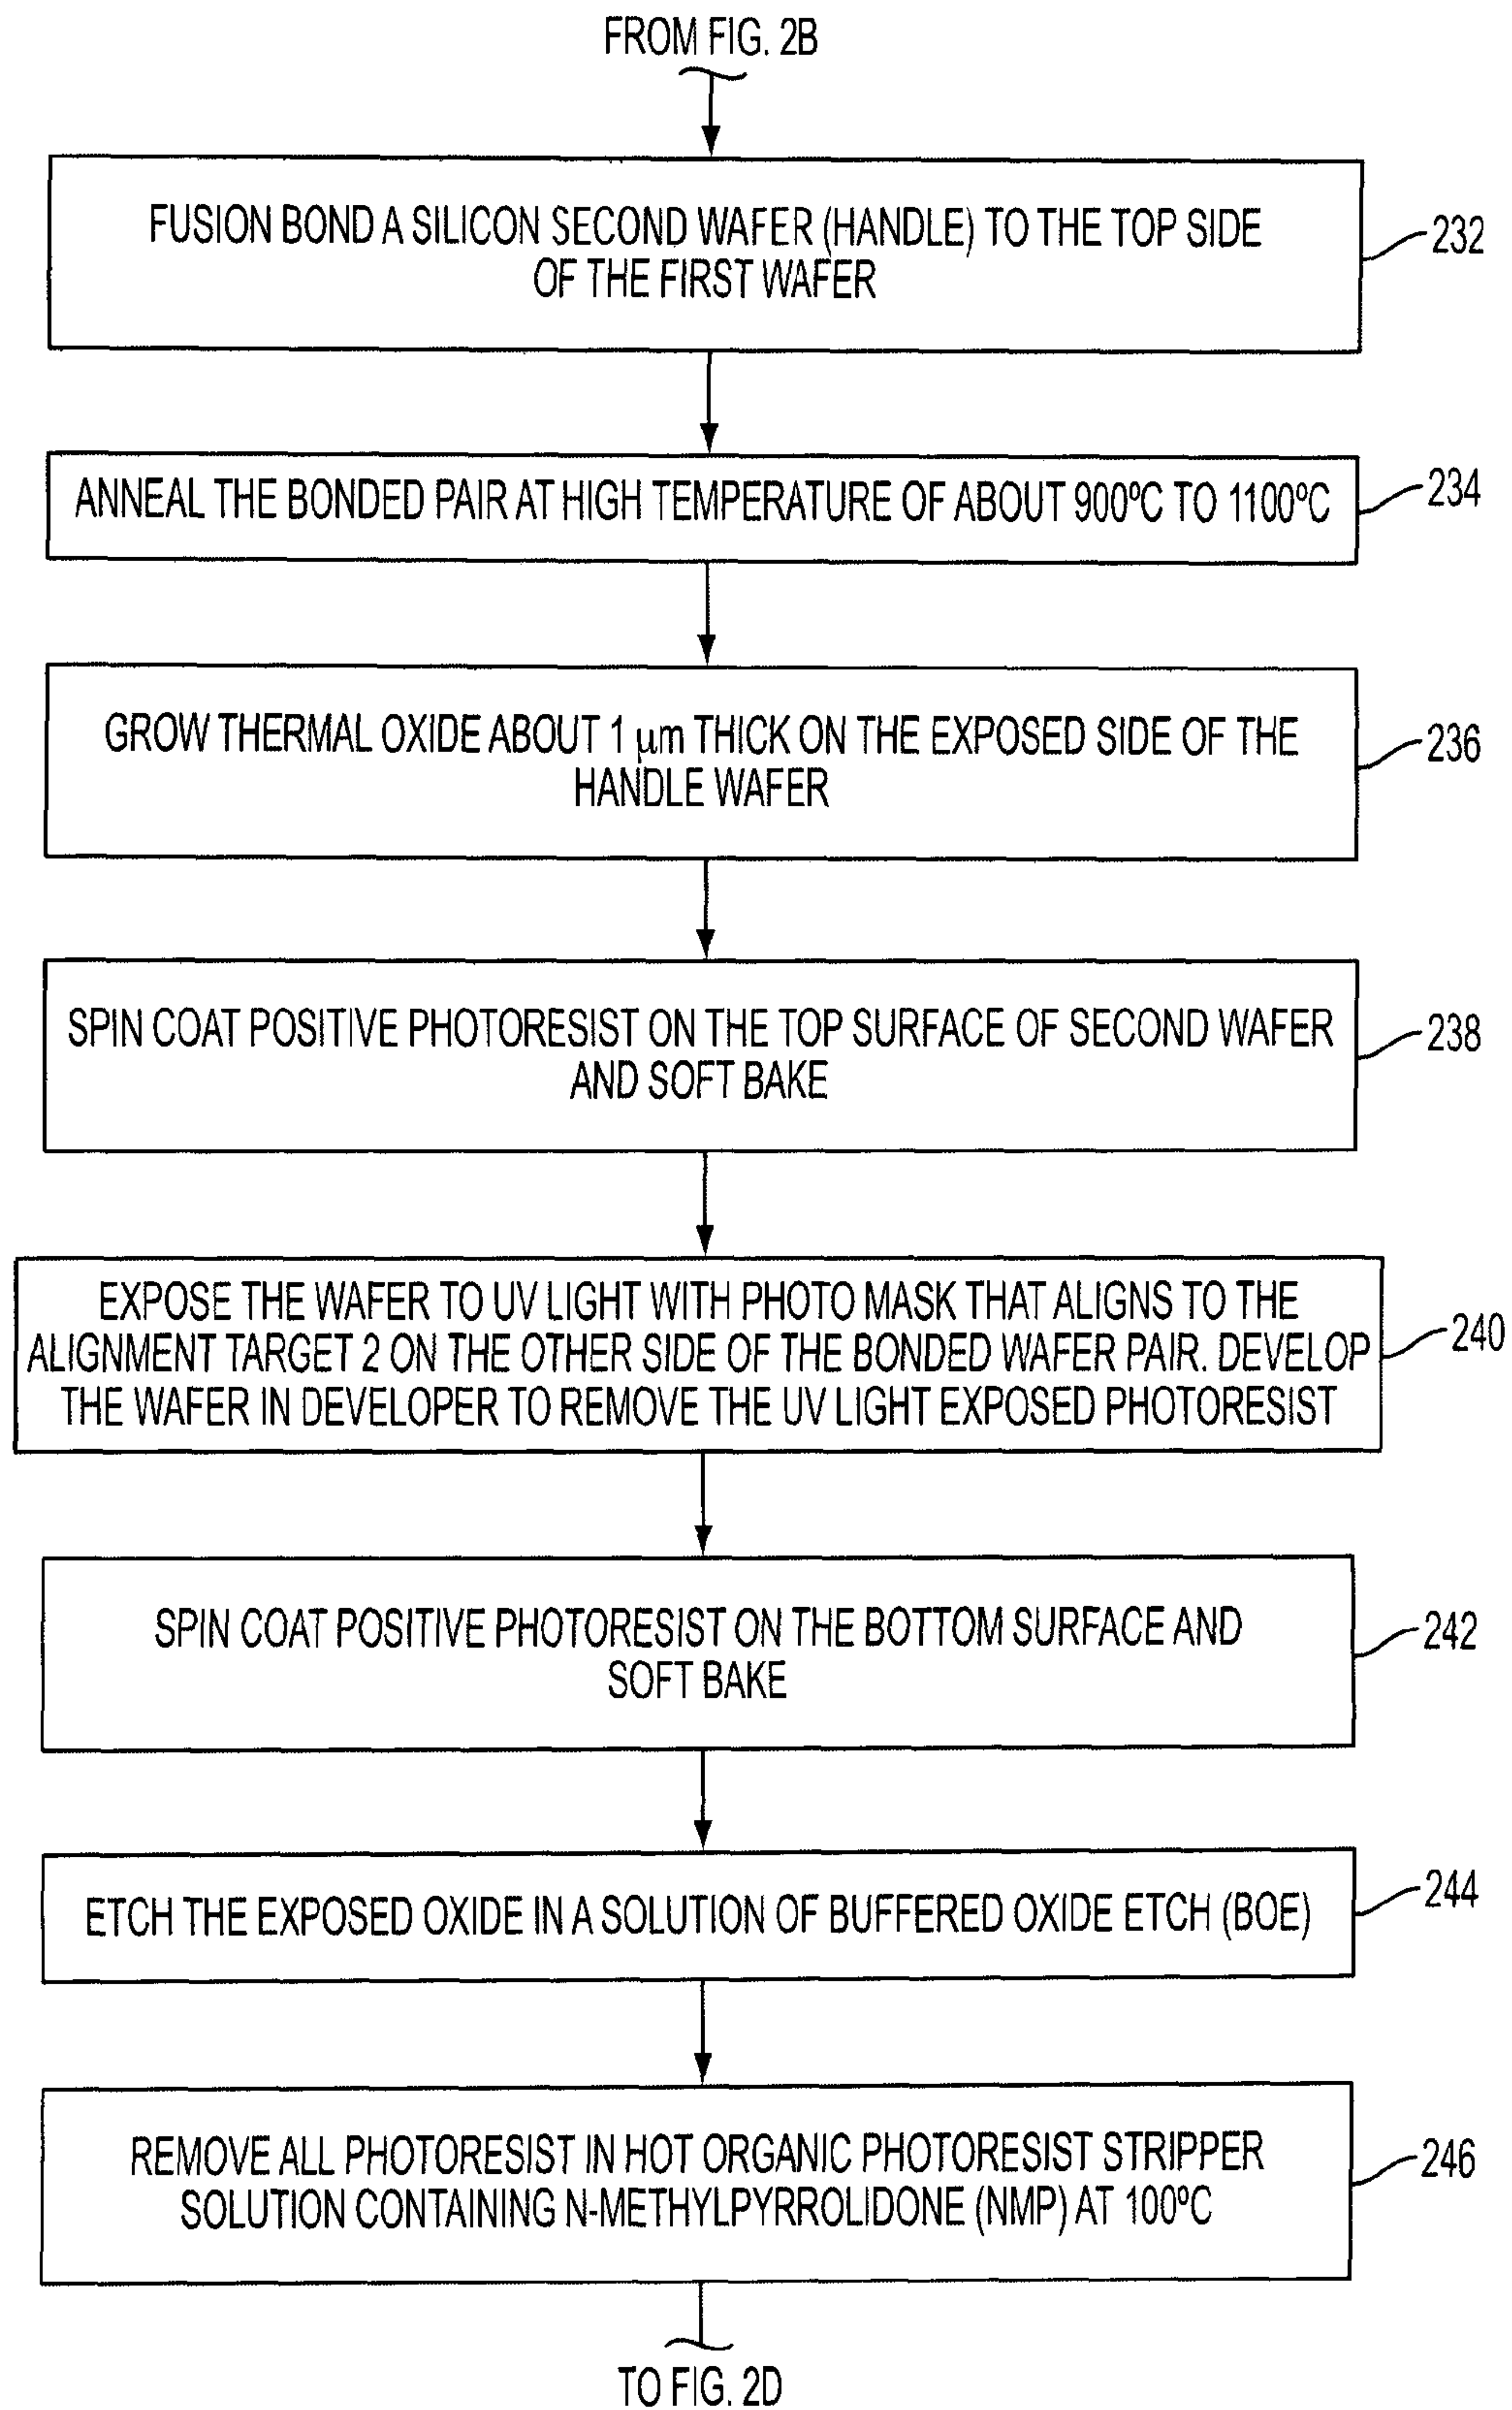 FROM FIG. 2B
FUSION BOND A SILICON SECOND WAFER (HANDLE) TO THE TOP SIDE
OF THE FIRST WAFER
232
ANNEAL THE BONDED PAIR AT HIGH TEMPERATURE OF ABOUT 900ºC TO 1100ºC
234
GROW THERMAL OXIDE ABOUT 1 µm THICK ON THE EXPOSED SIDE OF THE
HANDLE WAFER
236
SPIN COAT POSITIVE PHOTORESIST ON THE TOP SURFACE OF SECOND WAFER
AND SOFT BAKE
238
EXPOSE THE WAFER TO UV LIGHT WITH PHOTO MASK THAT ALIGNS TO THE
ALIGNMENT TARGET 2 ON THE OTHER SIDE OF THE BONDED WAFER PAIR. DEVELOP
THE WAFER IN DEVELOPER TO REMOVE THE UV LIGHT EXPOSED PHOTORESIST
240
SPIN COAT POSITIVE PHOTORESIST ON THE BOTTOM SURFACE AND
SOFT BAKE
242
ETCH THE EXPOSED OXIDE IN A SOLUTION OF BUFFERED OXIDE ETCH (BOE)
244
REMOVE ALL PHOTORESIST IN HOT ORGANIC PHOTORESIST STRIPPER
SOLUTION CONTAINING N-METHYLPYRROLIDONE (NMP) AT 100ºC
246
TO FIG. 2D